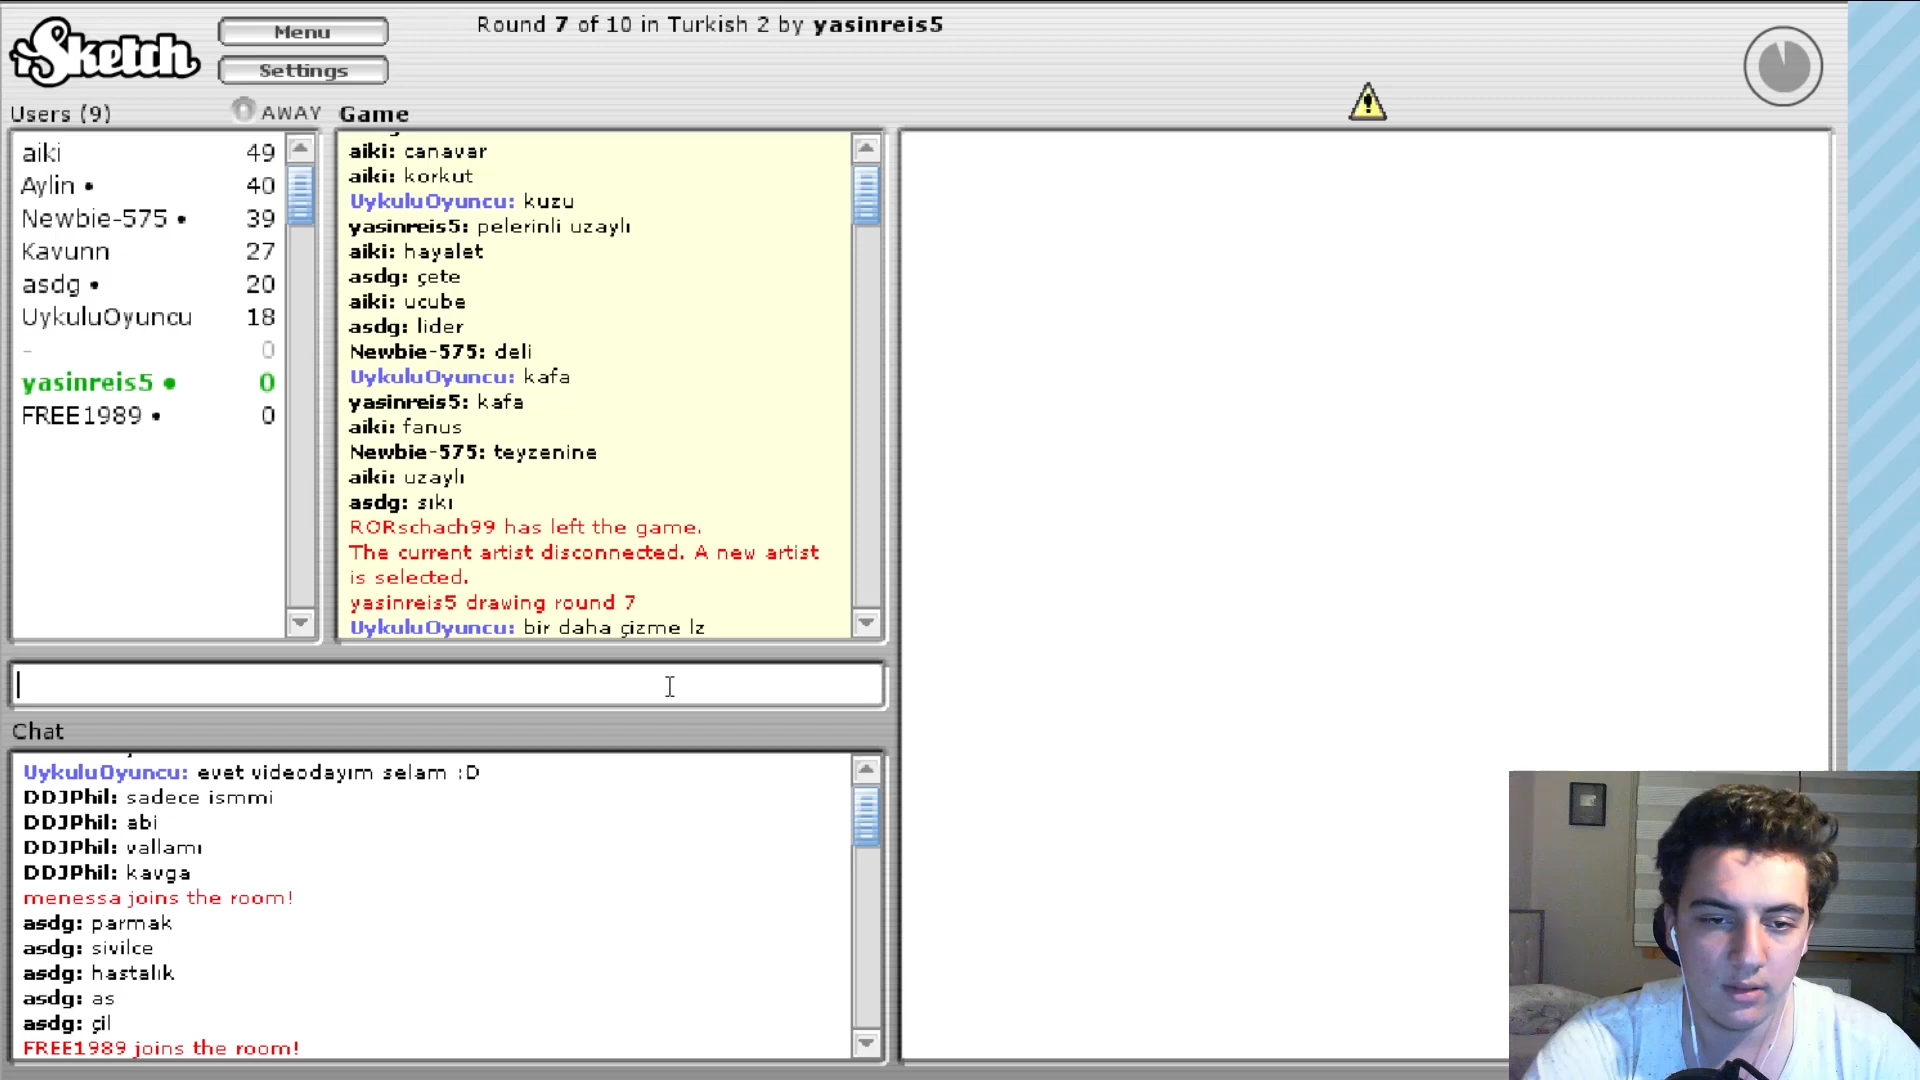 iSketch
Menu
Settings
Round 7 of 10 in Turkish 2 by yasinreis5
Users (9)
AWAY
aiki 49
Aylin • 40
Newbie-575 • 39
Kavunn 27
asdg • 20
UykuluOyuncu 18
- 0
yasinreis5 • 0
FREE1989 • 0
Game
aiki: canavar
aiki: korkut
UykuluOyuncu: kuzu
yasinreis5: pelerinli uzaylı
aiki: hayalet
asdg: çete
aiki: ucube
asdg: lider
Newbie-575: deli
UykuluOyuncu: kafa
yasinreis5: kafa
aiki: fanus
Newbie-575: teyzenine
aiki: uzaylı
asdg: sıkı
RORschach99 has left the game.
The current artist disconnected. A new artist
is selected.
yasinreis5 drawing round 7
UykuluOyuncu: bir daha çizme lz
Chat
UykuluOyuncu: evet videodayım selam :D
DDJPhil: sadece ismmi
DDJPhil: abi
DDJPhil: vallamı
DDJPhil: kavga
menessa joins the room!
asdg: parmak
asdg: sivilce
asdg: hastalık
asdg: as
asdg: çil
FREE1989 joins the room!